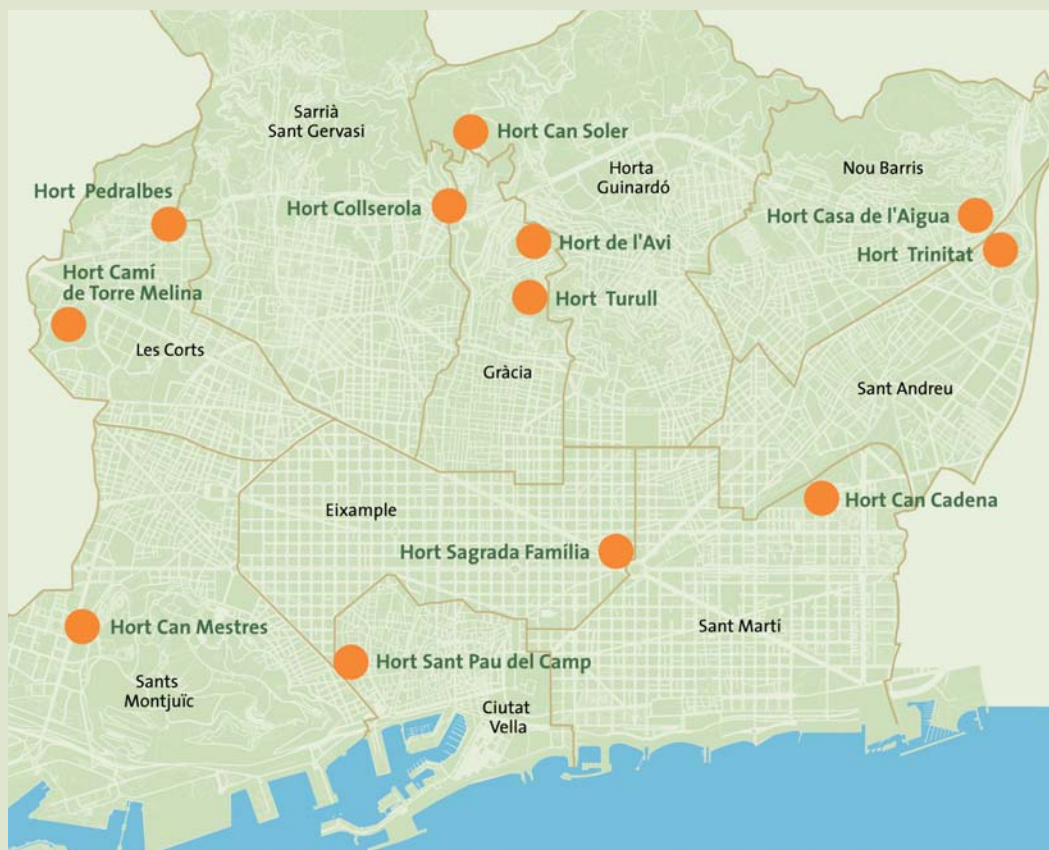 Sarrià
Sant Gervasi
Hort Can Soler
Horta
Guinardó
Nou Barris
Hort  Pedralbes
Hort Collserola
Hort Casa de l'Aigua
Hort de l'Avi
Hort  Trinitat
Hort Camí
de Torre Melina
Hort  Turull
Les Corts
Gràcia
Sant Andreu
Hort Can Cadena
Eixample
Hort Sagrada Família
Hort Can Mestres
Sant Martí
Hort Sant Pau del Camp
Sants
Montjuïc
Ciutat
Vella